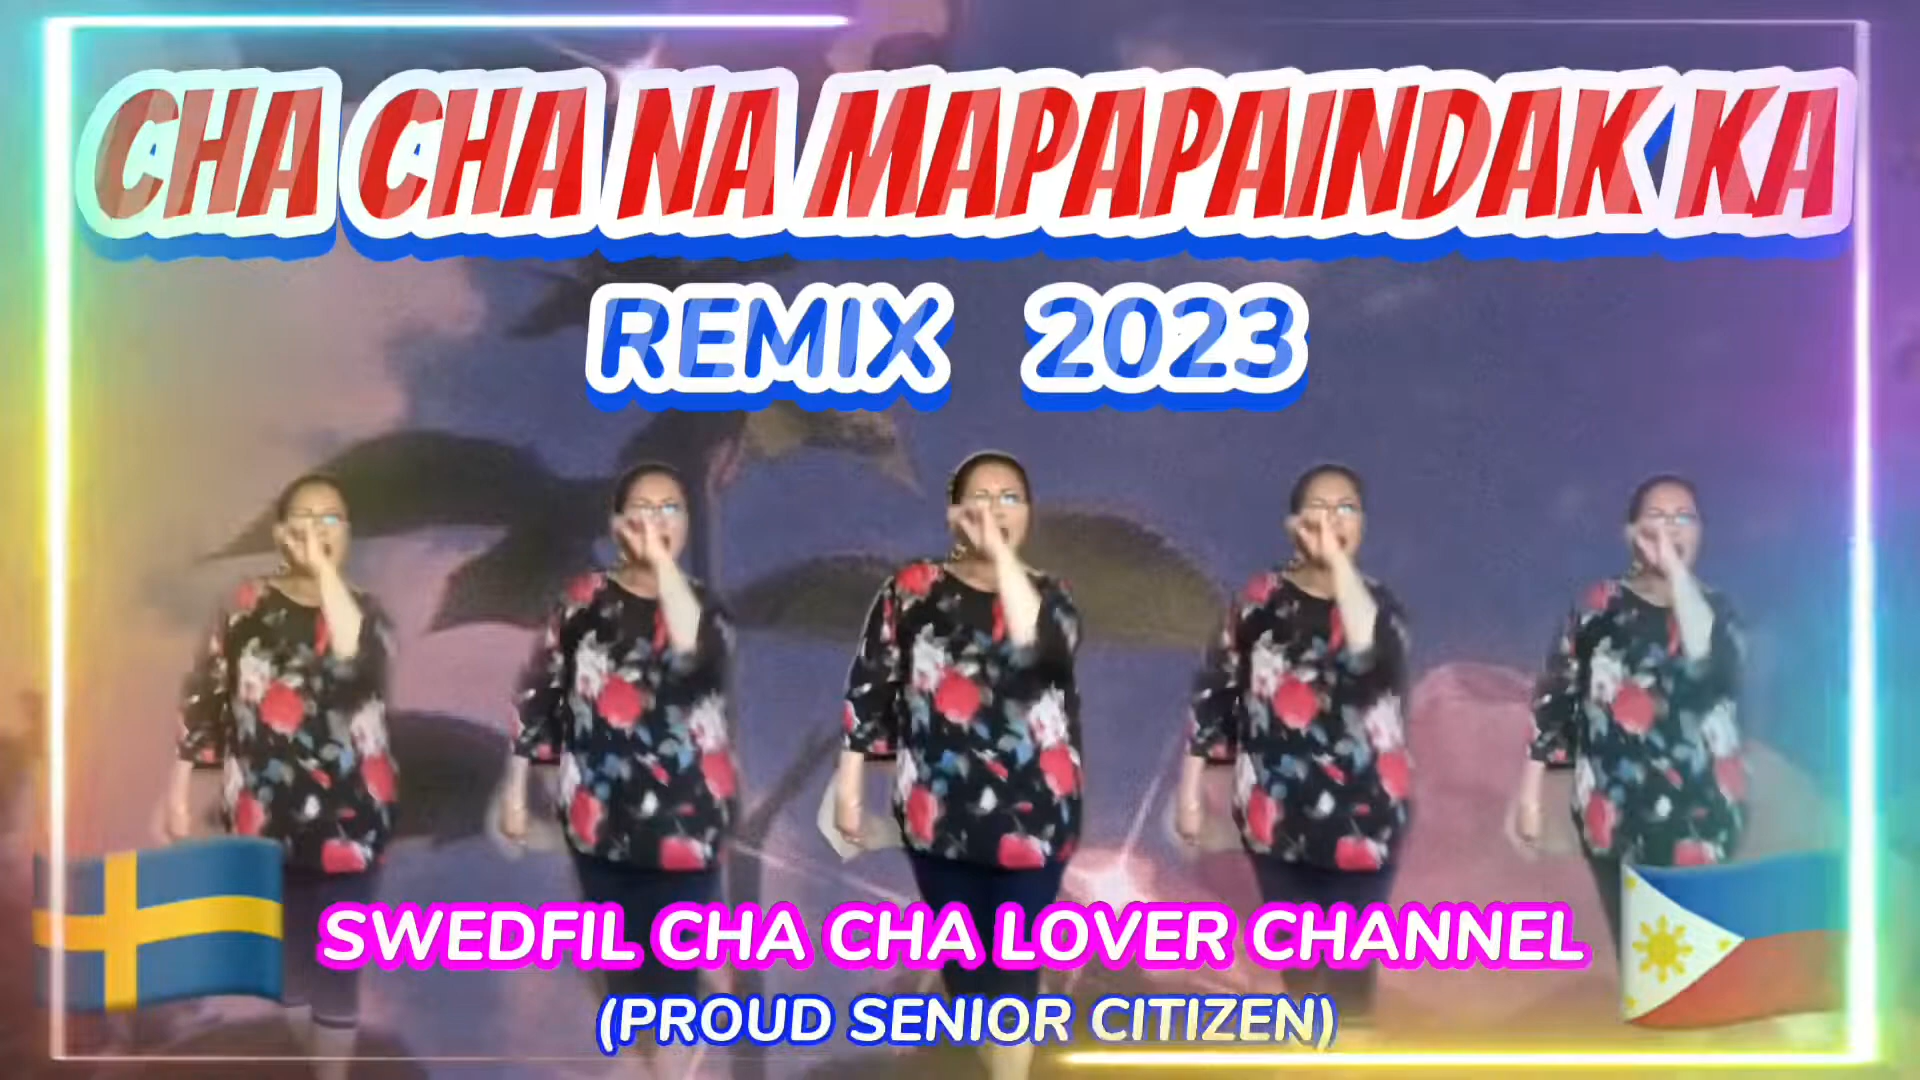 CHA CHA NA MAPAPAINDAK KA
REMIX 2023
SWEDFIL CHA CHA LOVER CHANNEL
(PROUD SENIOR CITIZEN)